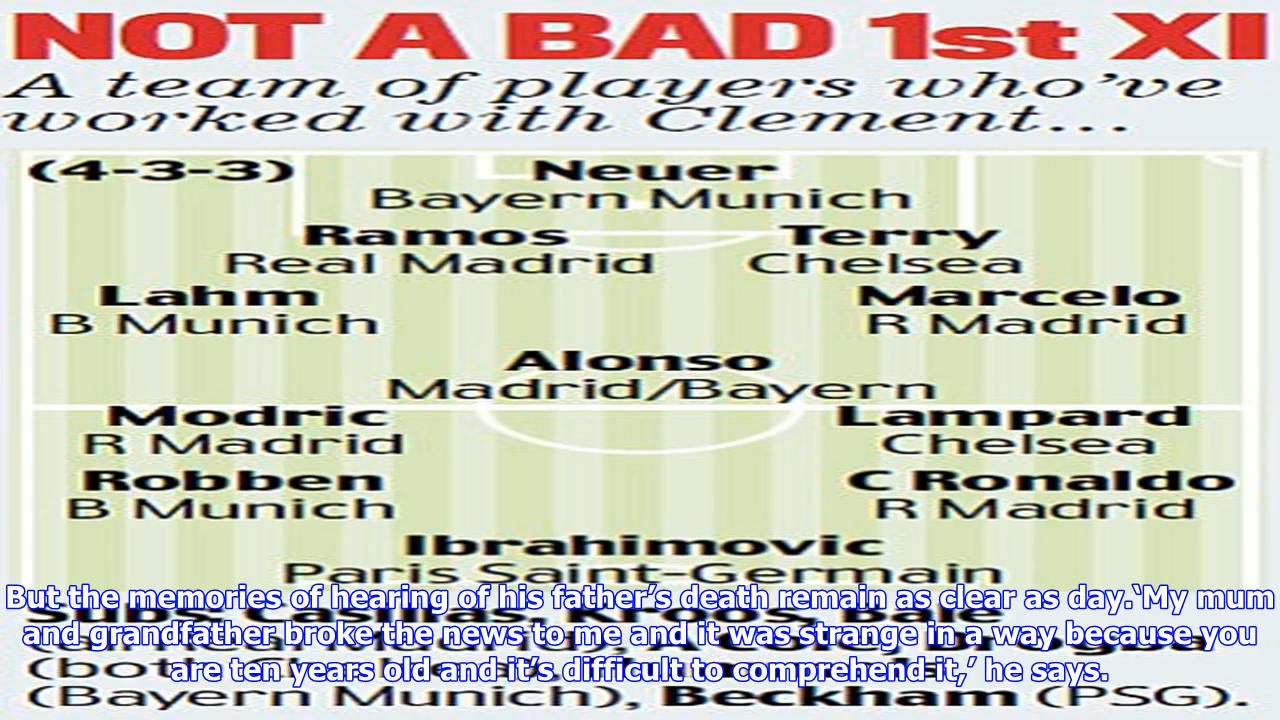 NOT A BAD 1st XI
A team of players who've
worked with Clement...
(4-3-3) Neuer
Bayern Munich
Ramos Terry
Real Madrid Chelsea
Lahm Marcelo
B Munich R Madrid
Alonso
Madrid/Bayern
Modric Lampard
R Madrid Chelsea
Robben C Ronaldo
B Munich R Madrid
Ibrahimovic
Paris Saint-Germain
But the memories of hearing of his father’s death remain as clear as day.‘My mum
and grandfather broke the news to me and it was strange in a way because you
are ten years old and it’s difficult to comprehend it,’ he says.
(Bayern Munich), Beckham (PSG).